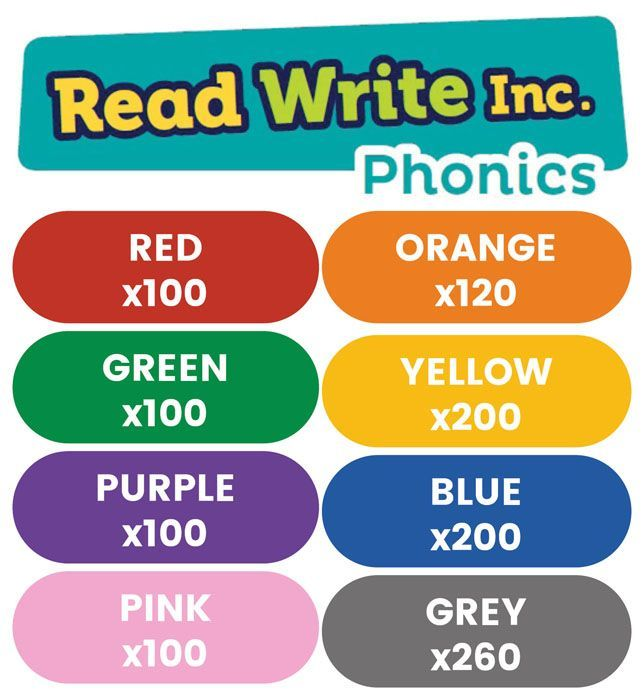 Read Write Inc.
Phonics
RED
x100
ORANGE
x120
GREEN
x100
YELLOW
x200
PURPLE
x100
BLUE
x200
PINK
x100
GREY
x260